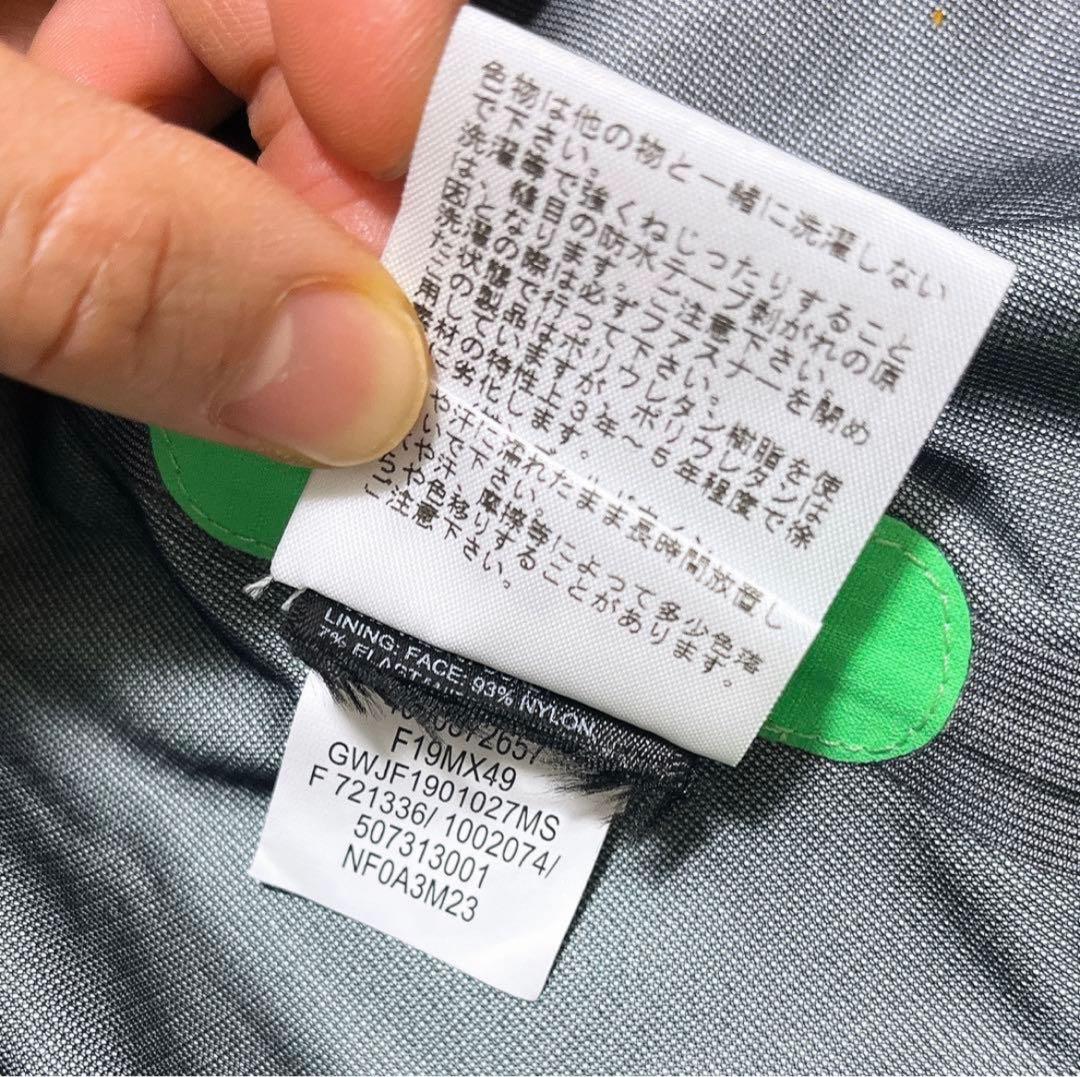 色物は他の物と一緒に洗濯しない
で下さい。
洗濯等で強くねじったりすること
は、縫目の防水テープ剥がれの原
因となります。ご注意下さい。
洗濯の際は必ずファスナーを閉め
た状態で行って下さい。
この製品はポリウレタン樹脂を使
用していますが、ポリウレタンは
素材の特性上3年～5年程度で徐
に劣化します。
や汗に濡れたまま長時間放置し
いで下さい。
や汗、摩擦等によって多少色落
ちや色移りすることがあります。
ご注意下さい。
LINING: FACE: 93% NYLON
7% ELASTANE
F19MX49
GWJF1901027MS
F 721336/ 1002074/
507313001
NF0A3M23